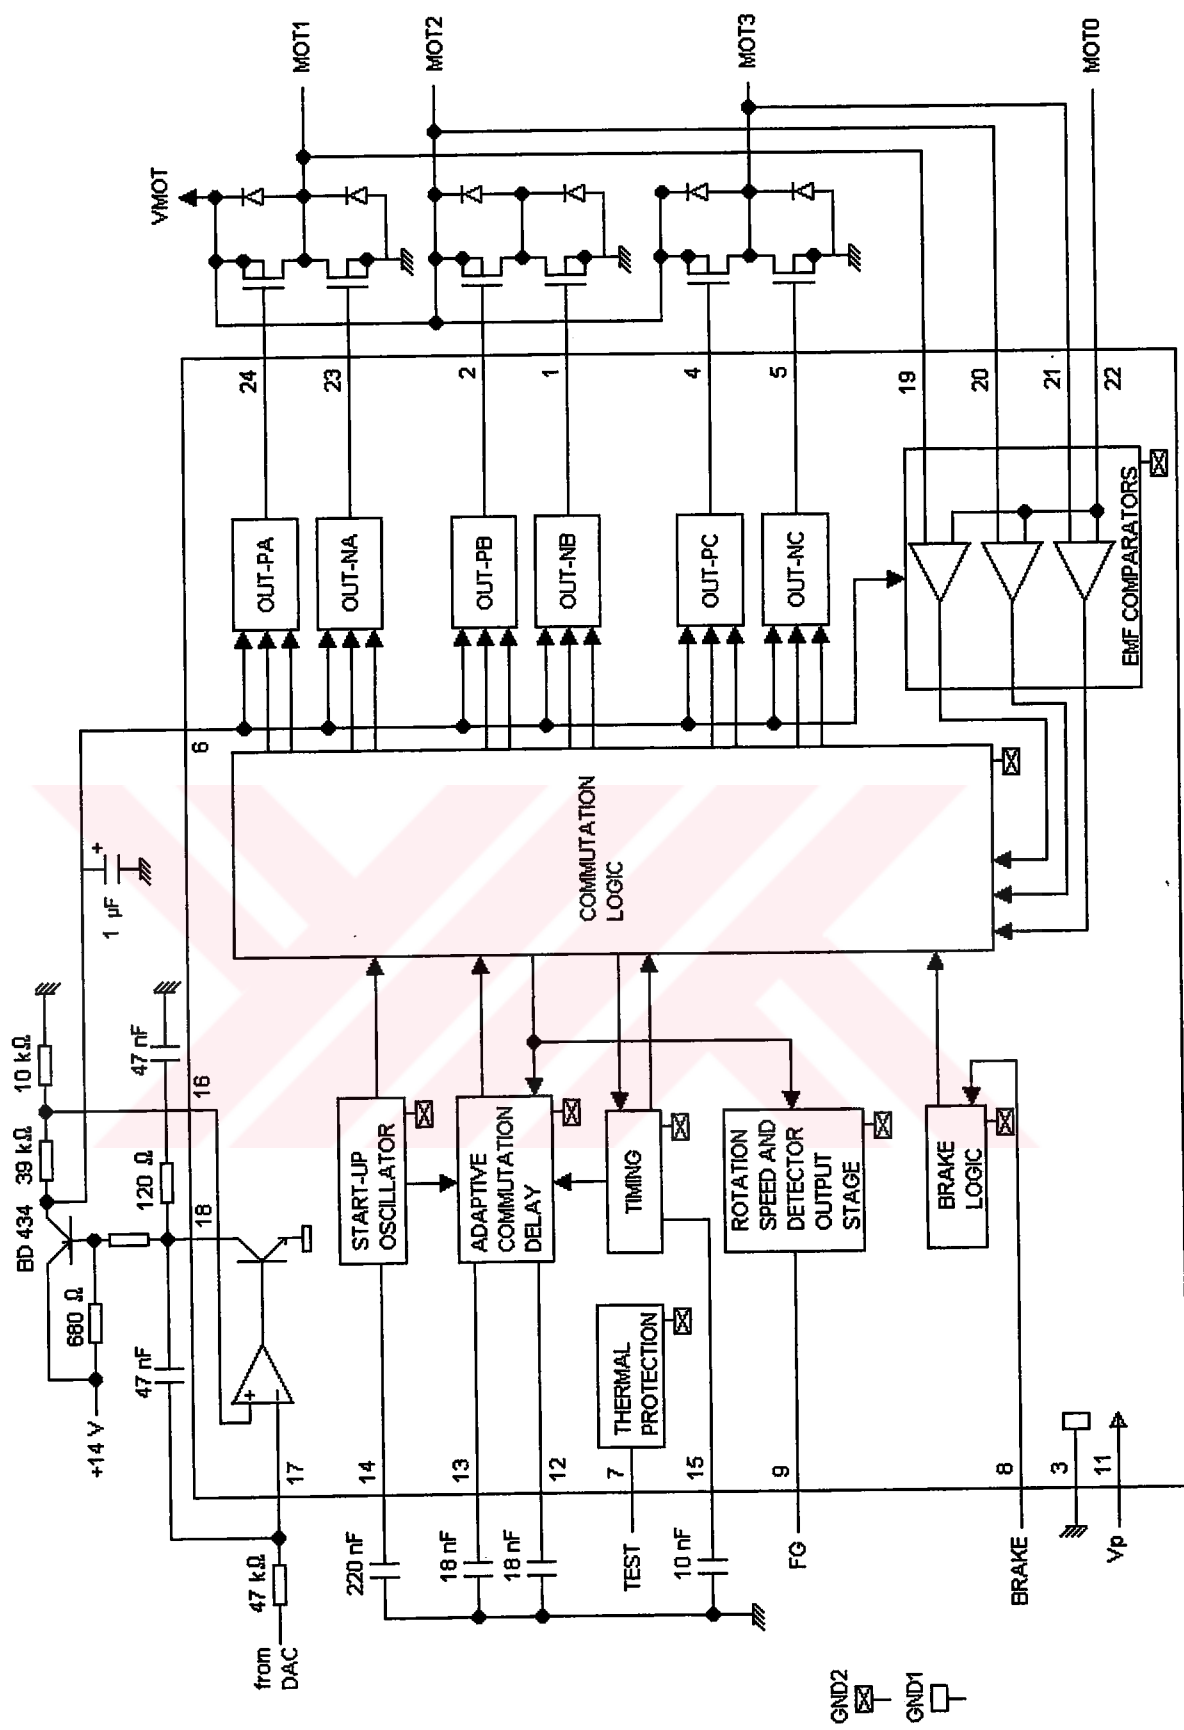 from
DAC
47 kΩ
17
+14 V
47 nF
680 Ω
BD 434
18
120 Ω
39 kΩ
10 kΩ
16
47 nF
1 µF
+
6
+
220 nF
14
18 nF
13
18 nF
12
TEST
7
10 nF
15
FG
9
BRAKE
8
3
Vp
11
GND2
GND1
START-UP
OSCILLATOR
ADAPTIVE
COMMUTATION
DELAY
TIMING
THERMAL
PROTECTION
ROTATION
SPEED AND
DETECTOR
OUTPUT
STAGE
BRAKE
LOGIC
COMMUTATION
LOGIC
OUT-PA
OUT-NA
OUT-PB
OUT-NB
OUT-PC
OUT-NC
EMF COMPARATORS
24
23
2
1
4
5
19
20
21
22
VMOT
MOT1
MOT2
MOT3
MOT0